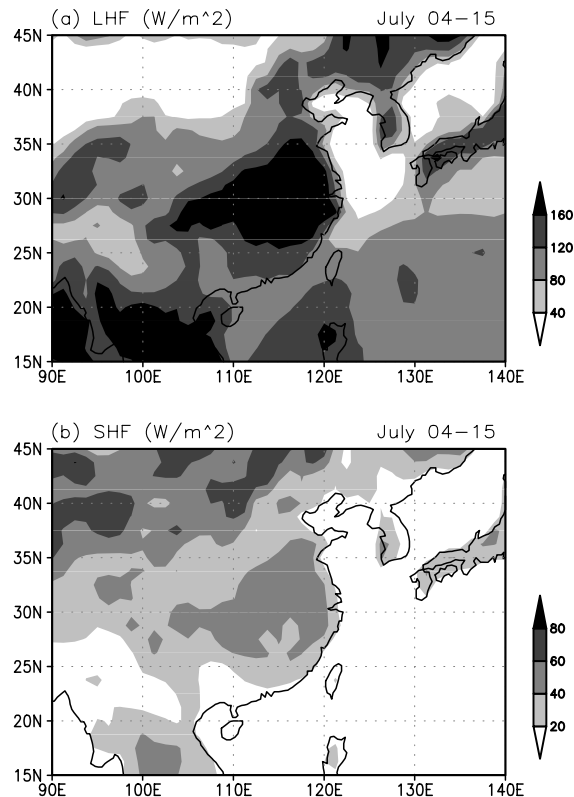 (a) LHF (W/m^2) July 04-15
45N
40N
35N
30N
25N
20N
15N
90E 100E 110E 120E 130E 140E
160
120
80
40
(b) SHF (W/m^2) July 04-15
45N
40N
35N
30N
25N
20N
15N
90E 100E 110E 120E 130E 140E
80
60
40
20